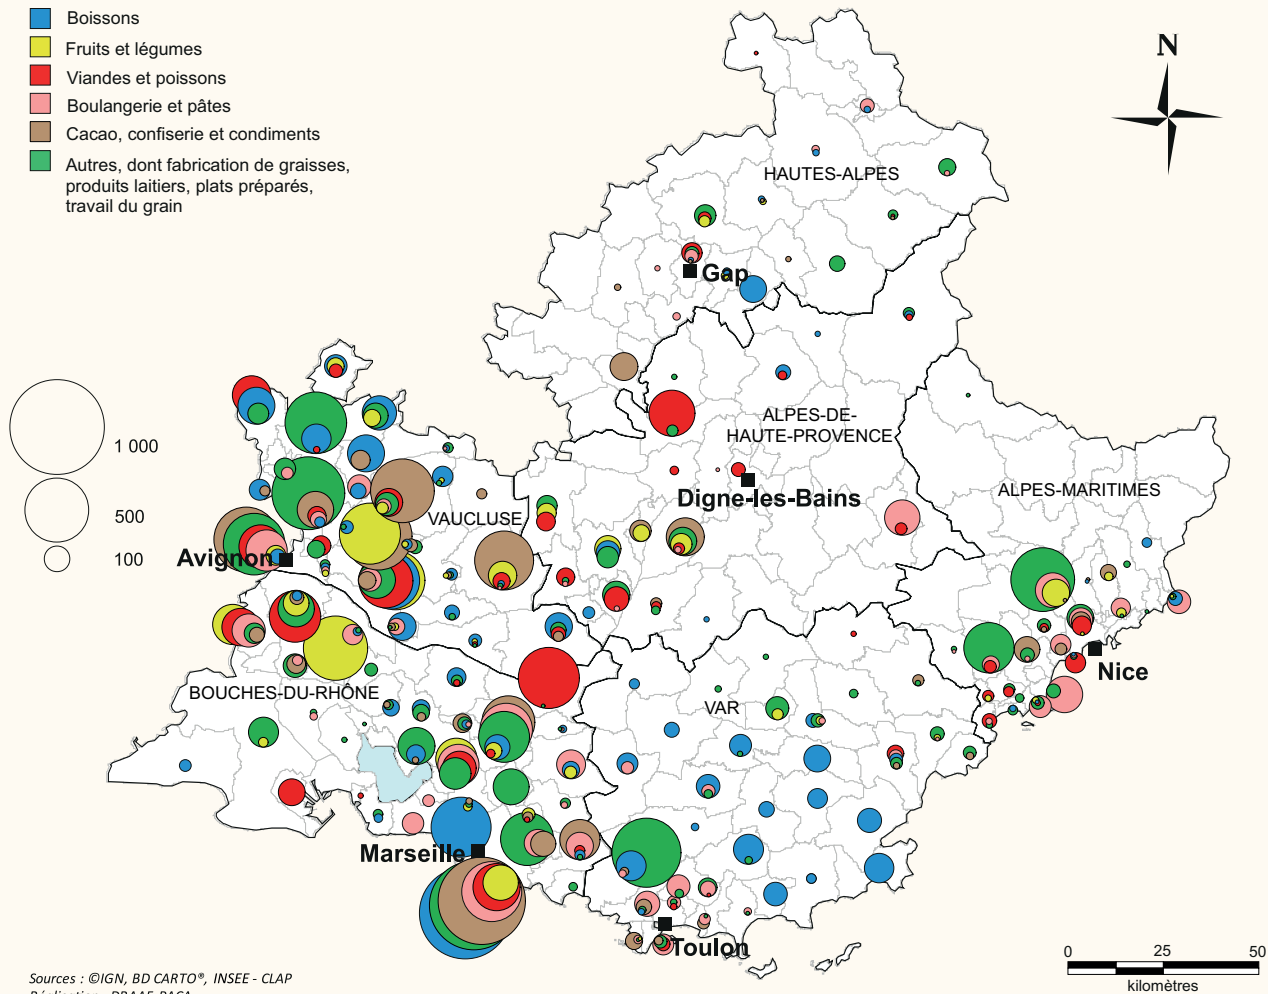 Boissons
Fruits et légumes
Viandes et poissons
Boulangerie et pâtes
Cacao, confiserie et condiments
Autres, dont fabrication de graisses,
produits laitiers, plats préparés,
travail du grain
N
HAUTES-ALPES
Gap
1 000
500
100
ALPES-DE-
HAUTE-PROVENCE
Digne-les-Bains
ALPES-MARITIMES
VAUCLUSE
Avignon
Nice
BOUCHES-DU-RHÔNE
VAR
Marseille
Toulon
0 25 50
kilomètres
Sources : ©IGN, BD CARTO®, INSEE - CLAP
Réalisation : DRAAF PACA